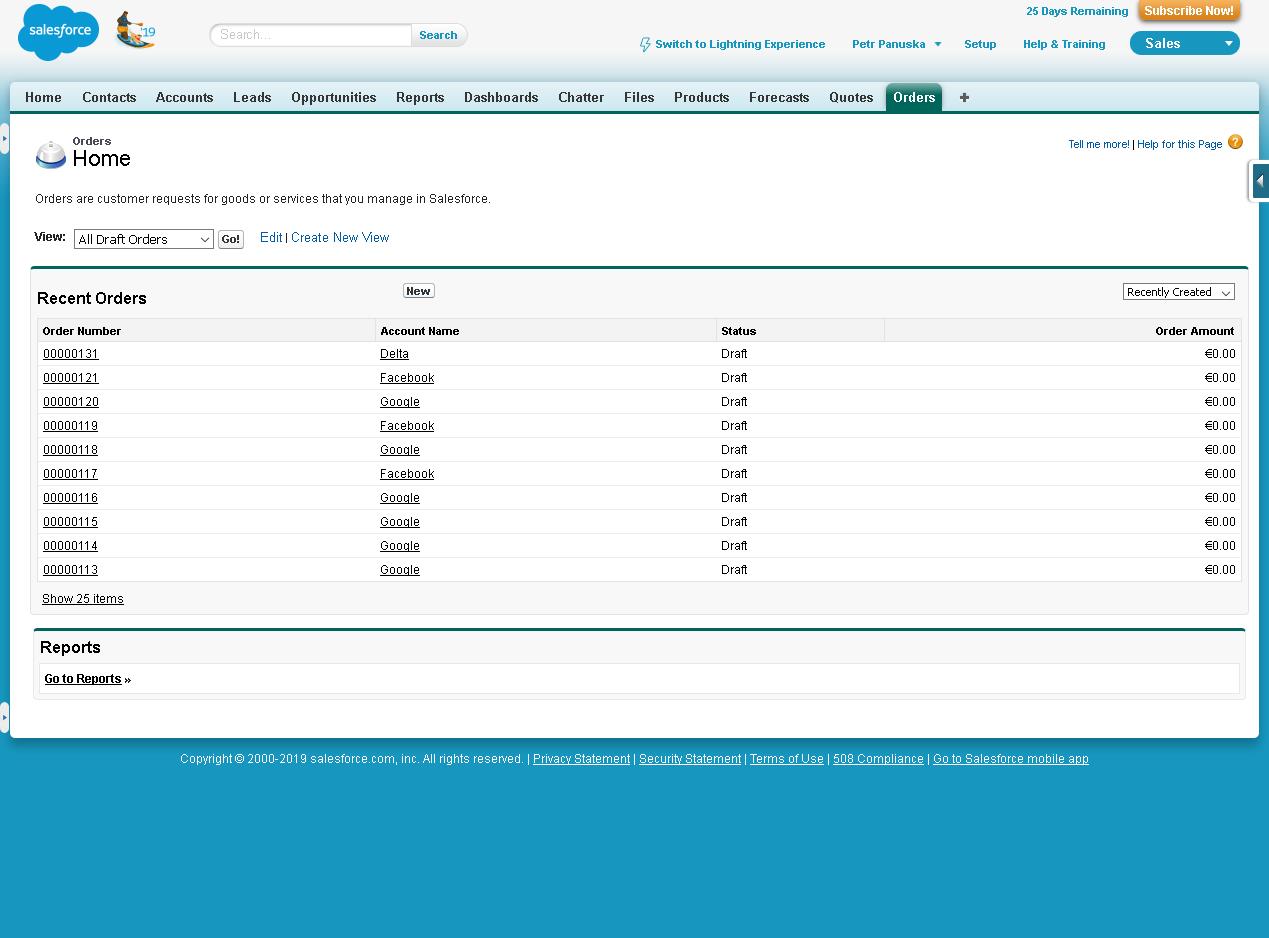 25 Days Remaining Subscribe Now!
salesforce '19 Search... Search
Switch to Lightning Experience Petr Panuska Setup Help & Training Sales
Home Contacts Accounts Leads Opportunities Reports Dashboards Chatter Files Products Forecasts Quotes Orders +
Orders
Home
Tell me more! | Help for this Page ?
Orders are customer requests for goods or services that you manage in Salesforce.
View: All Draft Orders Go! Edit | Create New View
Recent Orders New Recently Created
Order Number Account Name Status Order Amount
00000131 Delta Draft €0.00
00000121 Facebook Draft €0.00
00000120 Google Draft €0.00
00000119 Facebook Draft €0.00
00000118 Google Draft €0.00
00000117 Facebook Draft €0.00
00000116 Google Draft €0.00
00000115 Google Draft €0.00
00000114 Google Draft €0.00
00000113 Google Draft €0.00
Show 25 items
Reports
Go to Reports »
Copyright © 2000-2019 salesforce.com, inc. All rights reserved. | Privacy Statement | Security Statement | Terms of Use | 508 Compliance | Go to Salesforce mobile app